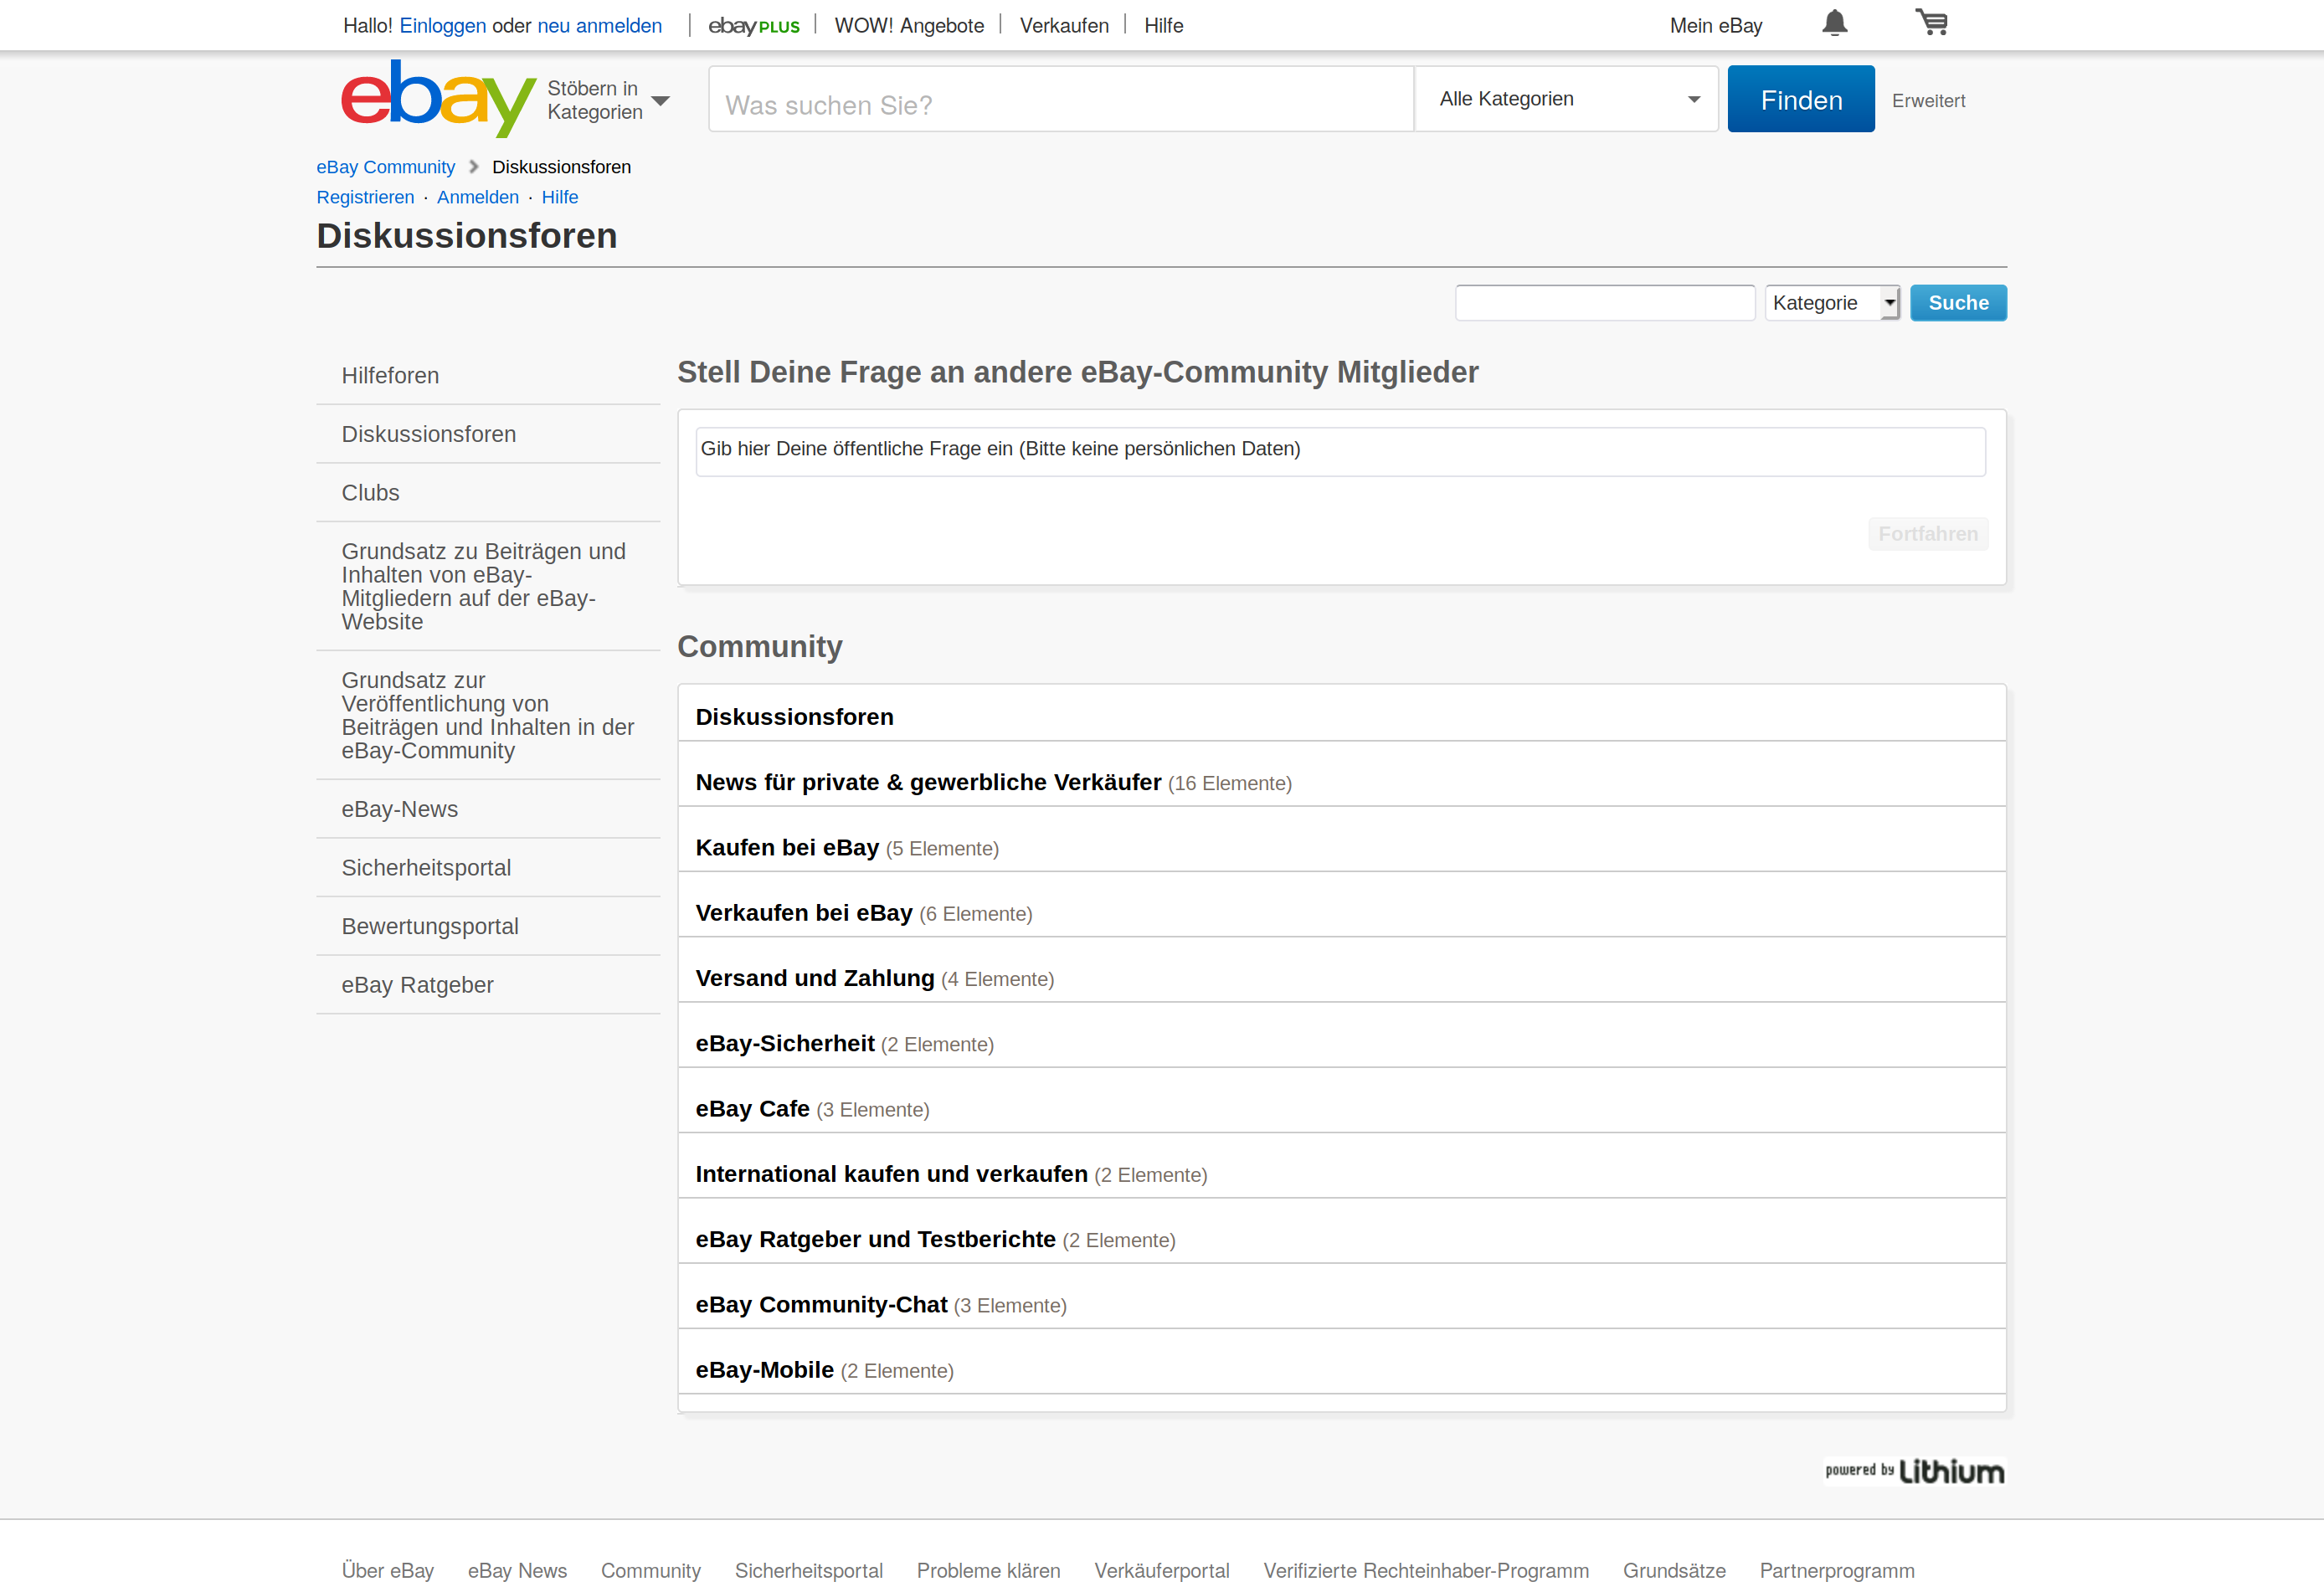 Hallo! Einloggen oder neu anmelden | ebay PLUS | WOW! Angebote | Verkaufen | Hilfe Mein eBay
ebay Stöbern in Kategorien Was suchen Sie? Alle Kategorien Finden Erweitert
eBay Community Diskussionsforen
Registrieren · Anmelden · Hilfe
Diskussionsforen
Kategorie Suche
Hilfeforen
Diskussionsforen
Clubs
Grundsatz zu Beiträgen und
Inhalten von eBay-
Mitgliedern auf der eBay-
Website
Grundsatz zur
Veröffentlichung von
Beiträgen und Inhalten in der
eBay-Community
eBay-News
Sicherheitsportal
Bewertungsportal
eBay Ratgeber
Stell Deine Frage an andere eBay-Community Mitglieder
Gib hier Deine öffentliche Frage ein (Bitte keine persönlichen Daten)
Fortfahren
Community
Diskussionsforen
News für private & gewerbliche Verkäufer (16 Elemente)
Kaufen bei eBay (5 Elemente)
Verkaufen bei eBay (6 Elemente)
Versand und Zahlung (4 Elemente)
eBay-Sicherheit (2 Elemente)
eBay Cafe (3 Elemente)
International kaufen und verkaufen (2 Elemente)
eBay Ratgeber und Testberichte (2 Elemente)
eBay Community-Chat (3 Elemente)
eBay-Mobile (2 Elemente)
powered by Lithium
Über eBay eBay News Community Sicherheitsportal Probleme klären Verkäuferportal Verifizierte Rechteinhaber-Programm Grundsätze Partnerprogramm